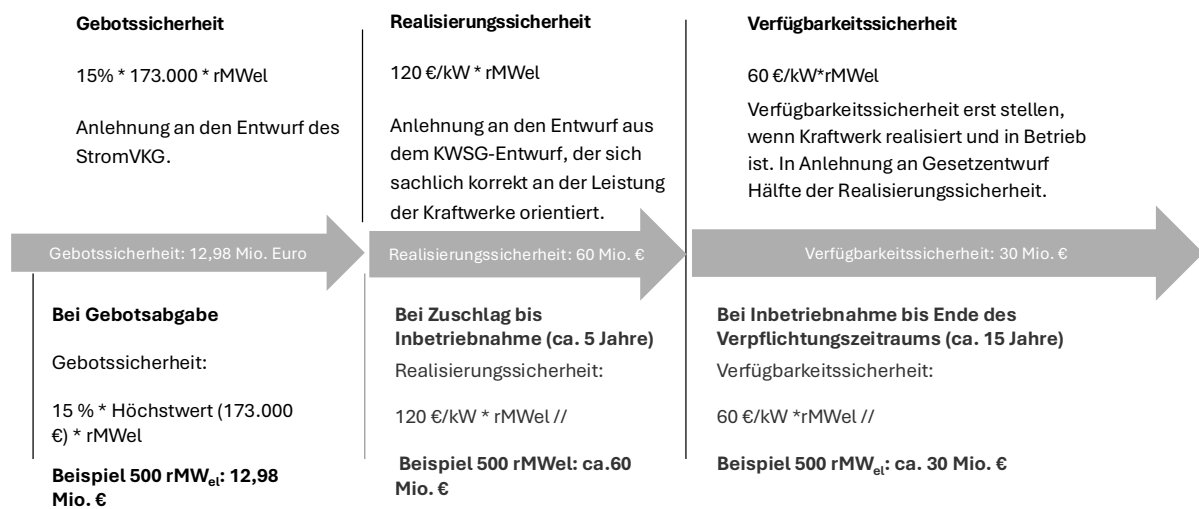 Gebotssicherheit
15% * 173.000 * rMWel
Anlehnung an den Entwurf des
StromVKG.
Realisierungssicherheit
120 €/kW * rMWel
Anlehnung an den Entwurf aus
dem KWSG-Entwurf, der sich
sachlich korrekt an der Leistung
der Kraftwerke orientiert.
Verfügbarkeitssicherheit
60 €/kW*rMWel
Verfügbarkeitssicherheit erst stellen,
wenn Kraftwerk realisiert und in Betrieb
ist. In Anlehnung an Gesetzentwurf
Hälfte der Realisierungssicherheit.
Gebotssicherheit: 12,98 Mio. Euro
Realisierungssicherheit: 60 Mio. €
Verfügbarkeitssicherheit: 30 Mio. €
Bei Gebotsabgabe
Gebotssicherheit:
15 % * Höchstwert (173.000
€) * rMWel
Beispiel 500 rMWel: 12,98
Mio. €
Bei Zuschlag bis
Inbetriebnahme (ca. 5 Jahre)
Realisierungssicherheit:
120 €/kW * rMWel //
Beispiel 500 rMWel: ca.60
Mio. €
Bei Inbetriebnahme bis Ende des
Verpflichtungszeitraums (ca. 15 Jahre)
Verfügbarkeitssicherheit:
60 €/kW *rMWel //
Beispiel 500 rMWel: ca. 30 Mio. €